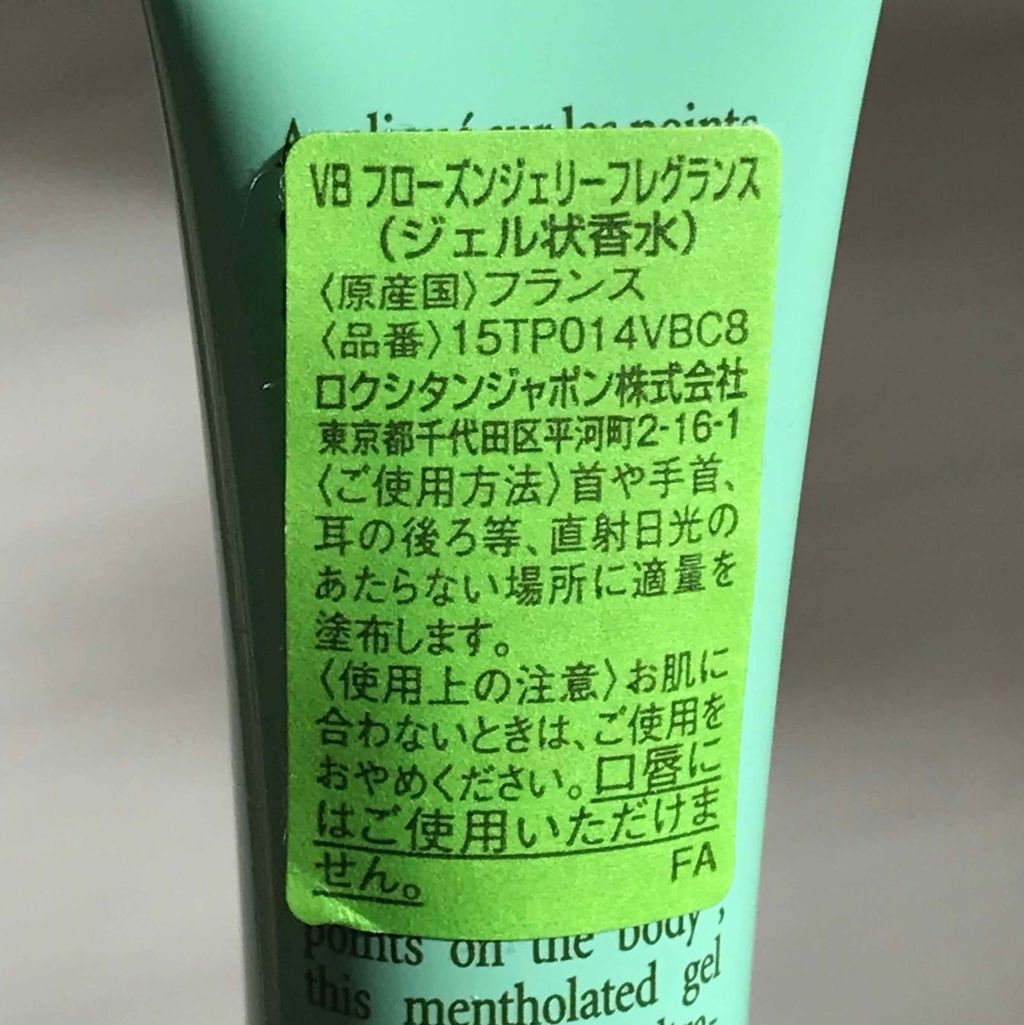 sur les points
VB フローズンジェリーフレグランス
(ジェル状香水)
〈原産国〉フランス
〈品番〉15TP014VBC8
ロクシタンジャポン株式会社
東京都千代田区平河町2-16-1
〈ご使用方法〉首や手首、
耳の後ろ等、直射日光の
あたらない場所に適量を
塗布します。
〈使用上の注意〉お肌に
合わないときは、ご使用を
おやめください。口唇に
はご使用いただけま
せん。 FA
points on the body,
this mentholated gel